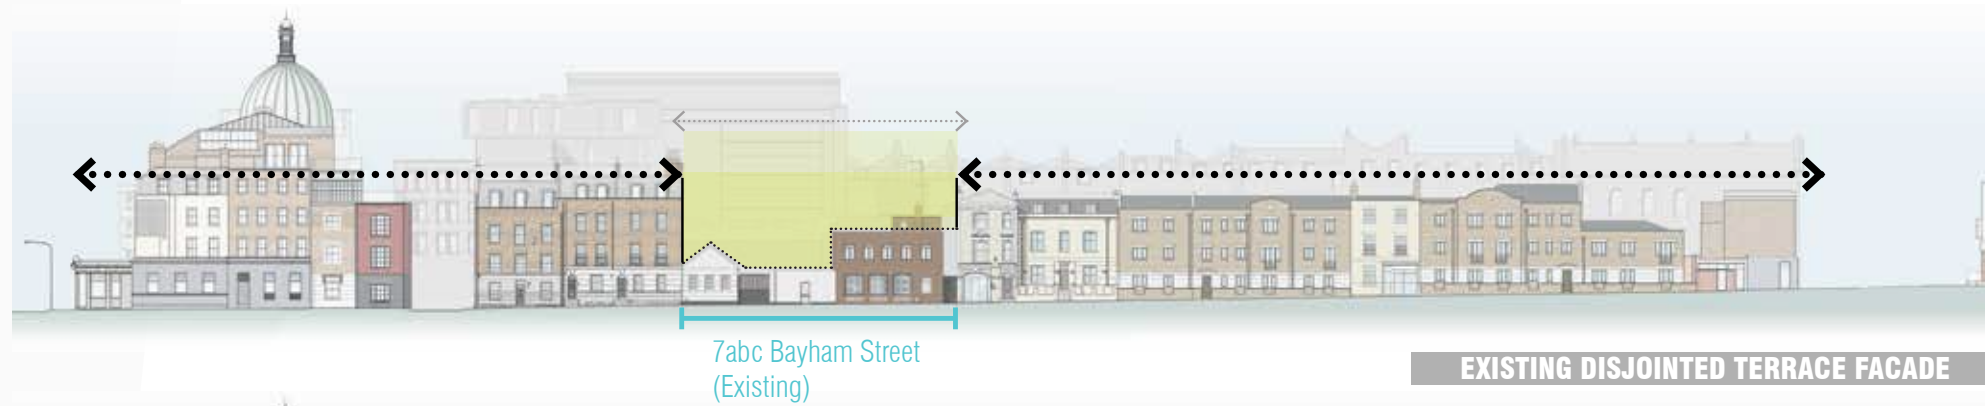 7abc Bayham Street
(Existing)
EXISTING DISJOINTED TERRACE FACADE